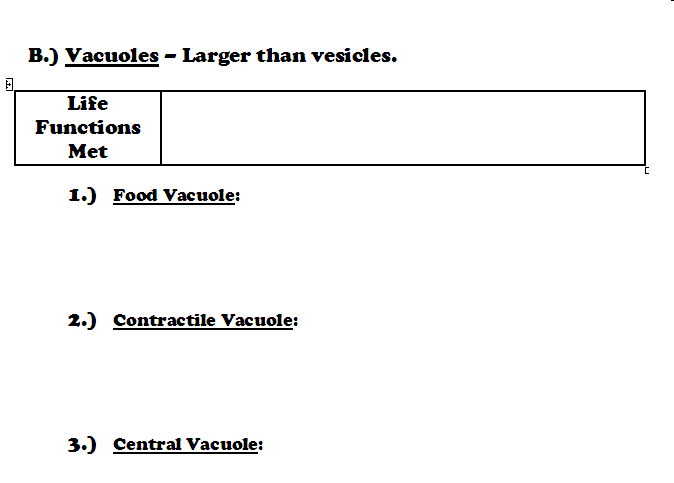 B.) Vacuoles – Larger than vesicles.
Life
Functions
Met
1.) Food Vacuole:
2.) Contractile Vacuole:
3.) Central Vacuole: